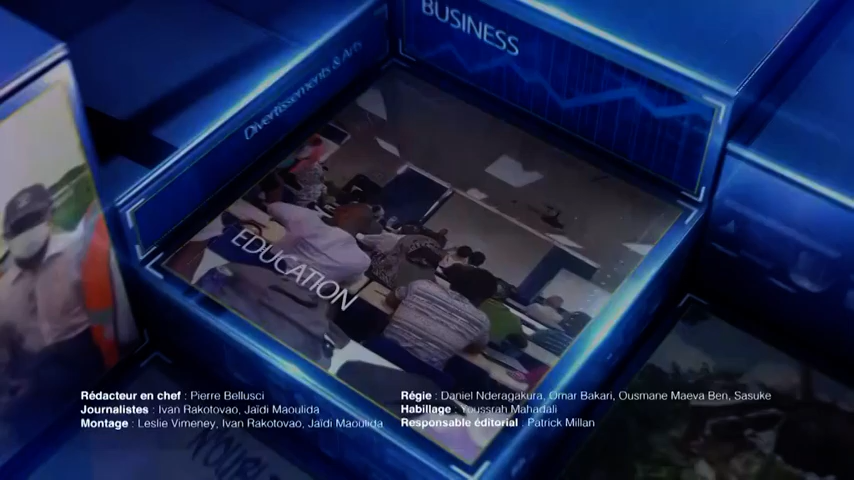 BUSINESS
Divertissements & Arts
EDUCATION
Rédacteur en chef : Pierre Bellusci
Journalistes : Ivan Rakotovao, Jaïdi Maoulida
Montage : Leslie Vimeney, Ivan Rakotovao, Jaïdi Maoulida
Régie : Daniel Nderagakura, Omar Bakari, Ousmane Maeva Ben, Sasuke
Habillage : Youssrah Mahadali
Responsable éditorial : Patrick Millan